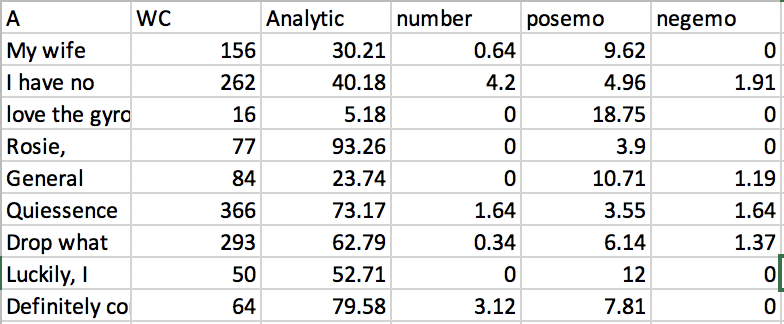 A WC Analytic number posemo negemo
My wife 156 30.21 0.64 9.62 0
I have no 262 40.18 4.2 4.96 1.91
love the gyro 16 5.18 0 18.75 0
Rosie, 77 93.26 0 3.9 0
General 84 23.74 0 10.71 1.19
Quiessence 366 73.17 1.64 3.55 1.64
Drop what 293 62.79 0.34 6.14 1.37
Luckily, I 50 52.71 0 12 0
Definitely co 64 79.58 3.12 7.81 0